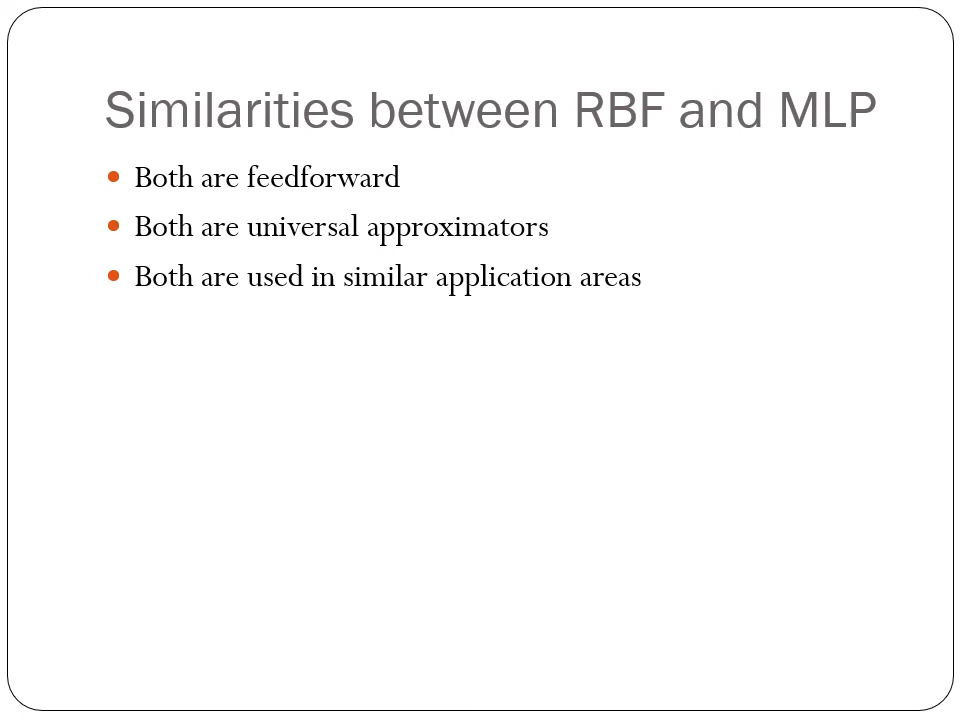 Similarities between RBF and MLP
Both are feedforward
Both are universal approximators
Both are used in similar application areas